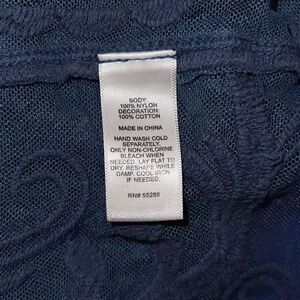 BODY:
100% NYLON
DECORATION:
100% COTTON
MADE IN CHINA
HAND WASH COLD
SEPARATELY.
ONLY NON-CHLORINE
BLEACH WHEN
NEEDED. LAY FLAT TO
DRY. RESHAPE WHILE
DAMP. COOL IRON
IF NEEDED.
RN# 55285